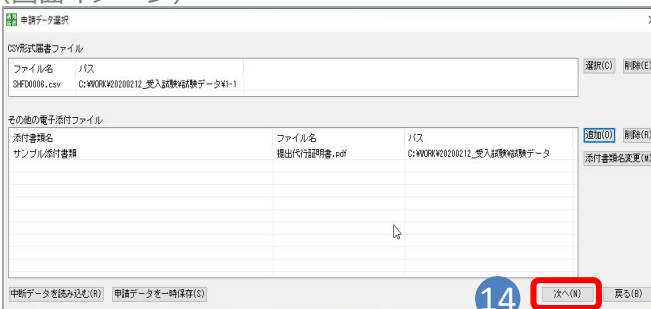 (画面イメージ)
申請データ選択
CSV形式届書ファイル
ファイル名 パス
SHFD0006.csv C:¥WORK¥20200212_受入試験¥試験データ¥1-1
選択(C) 削除(E)
その他の電子添付ファイル
添付書類名 ファイル名 パス
サンプル添付書類 提出代行証明書.pdf C:¥WORK¥20200212_受入試験¥試験データ
追加(O) 削除(R)
添付書類名変更(M)
中断データを読み込む(R) 申請データを一時保存(S) 14 次へ(N) 戻る(B)